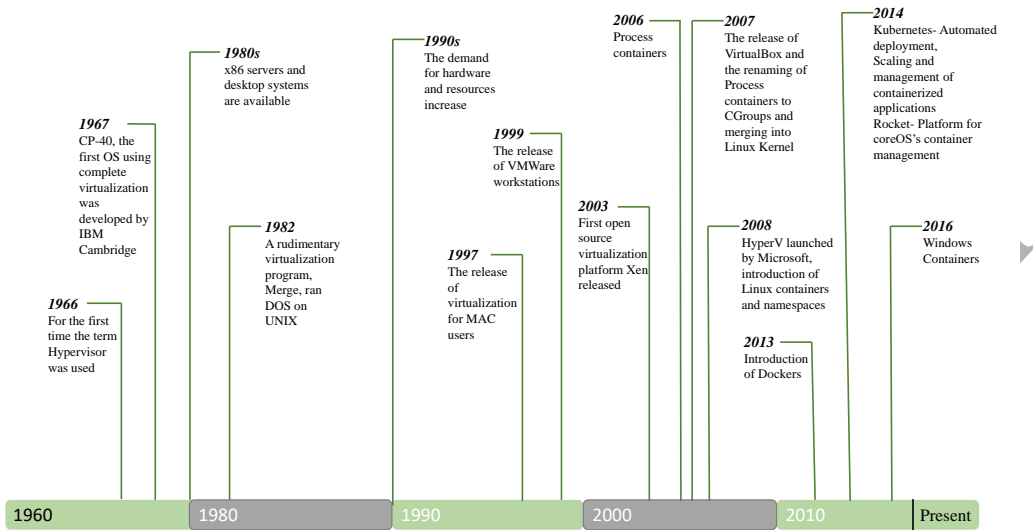 1966
For the first
time the term
Hypervisor
was used
1967
CP-40, the
first OS using
complete
virtualization
was
developed by
IBM
Cambridge
1980s
x86 servers and
desktop systems
are available
1982
A rudimentary
virtualization
program,
Merge, ran
DOS on
UNIX
1990s
The demand
for hardware
and resources
increase
1997
The release
of
virtualization
for MAC
users
1999
The release
of VMWare
workstations
2003
First open
source
virtualization
platform Xen
released
2006
Process
containers
2007
The release of
VirtualBox and
the renaming of
Process
containers to
CGroups and
merging into
Linux Kernel
2008
HyperV launched
by Microsoft,
introduction of
Linux containers
and namespaces
2013
Introduction
of Dockers
2014
Kubernetes- Automated
deployment,
Scaling and
management of
containerized
applications
Rocket- Platform for
coreOS's container
management
2016
Windows
Containers
1960
1980
1990
2000
2010
Present